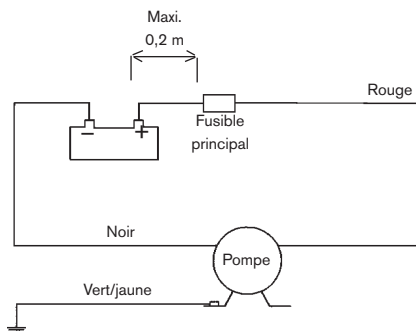 Maxi.
0,2 m
Rouge
− +
Fusible
principal
Noir
Pompe
Vert/jaune